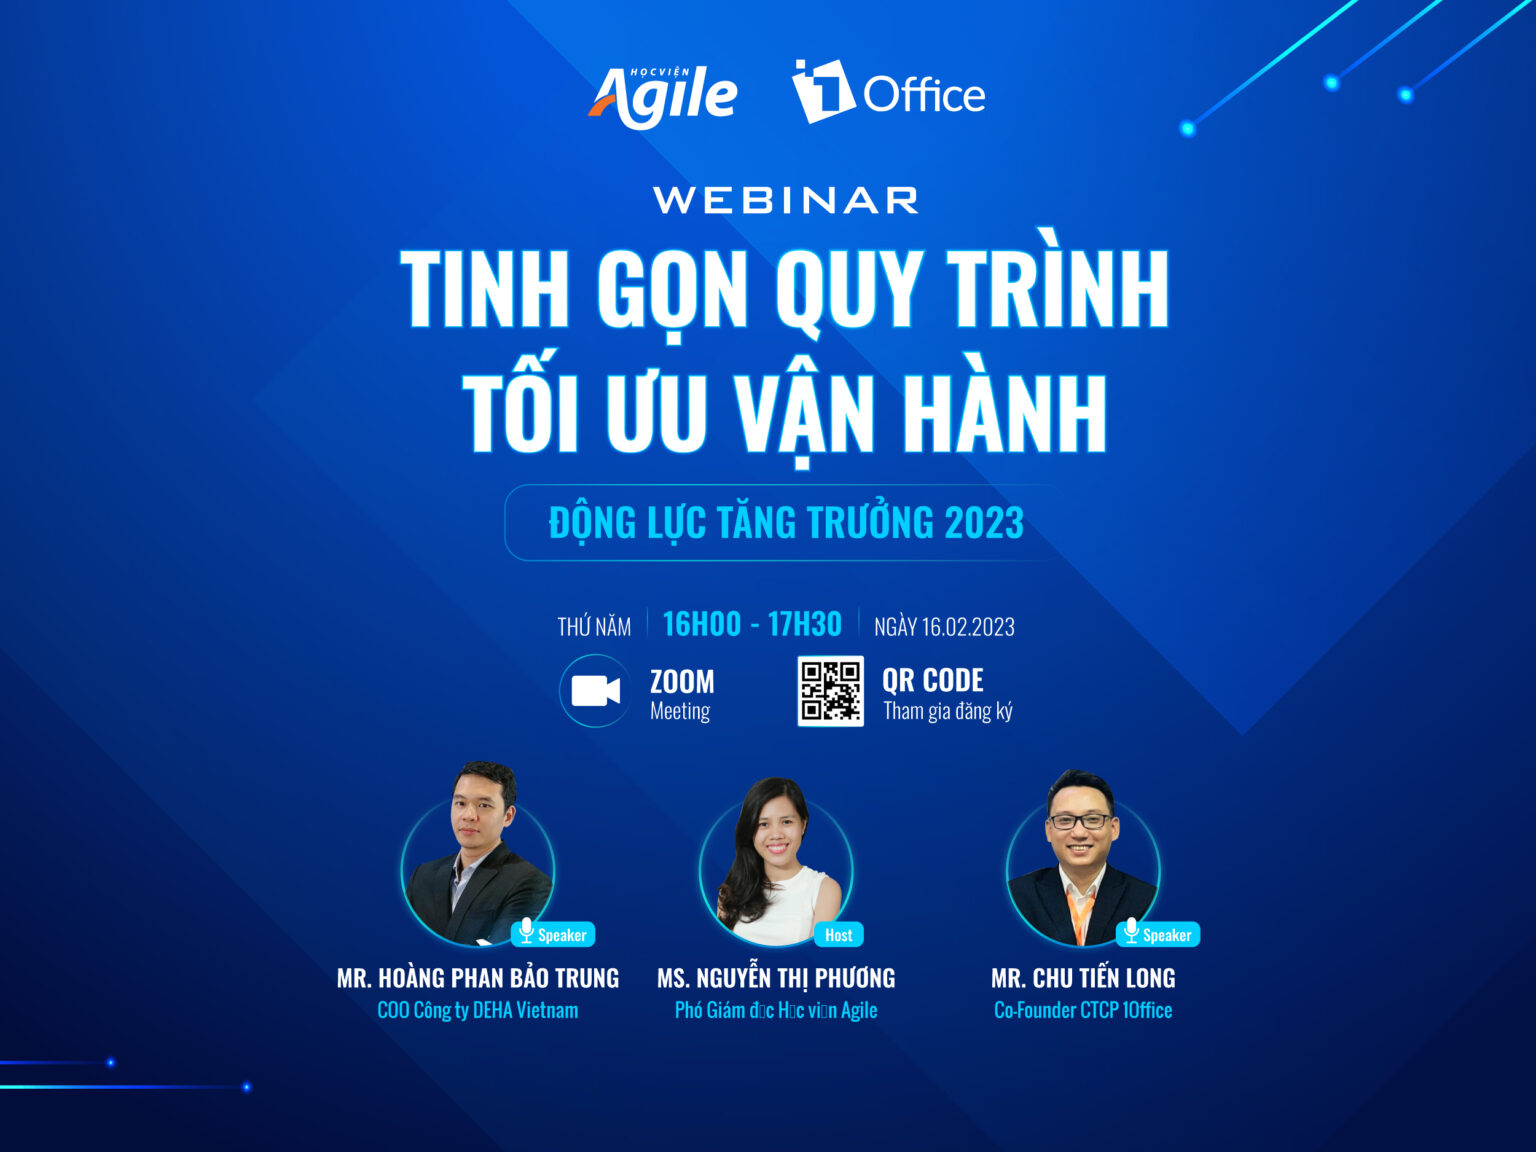 HỌC VIỆN
Agile
1Office
WEBINAR
TINH GỌN QUY TRÌNH
TỐI ƯU VẬN HÀNH
ĐỘNG LỰC TĂNG TRƯỞNG 2023
THỨ NĂM 16H00 - 17H30 NGÀY 16.02.2023
ZOOM
Meeting
QR CODE
Tham gia đăng ký
Speaker
MR. HOÀNG PHAN BẢO TRUNG
COO Công ty DEHA Vietnam
Host
MS. NGUYỄN THỊ PHƯƠNG
Phó Giám đ▯c H▯c vi▯n Agile
Speaker
MR. CHU TIẾN LONG
Co-Founder CTCP 1Office